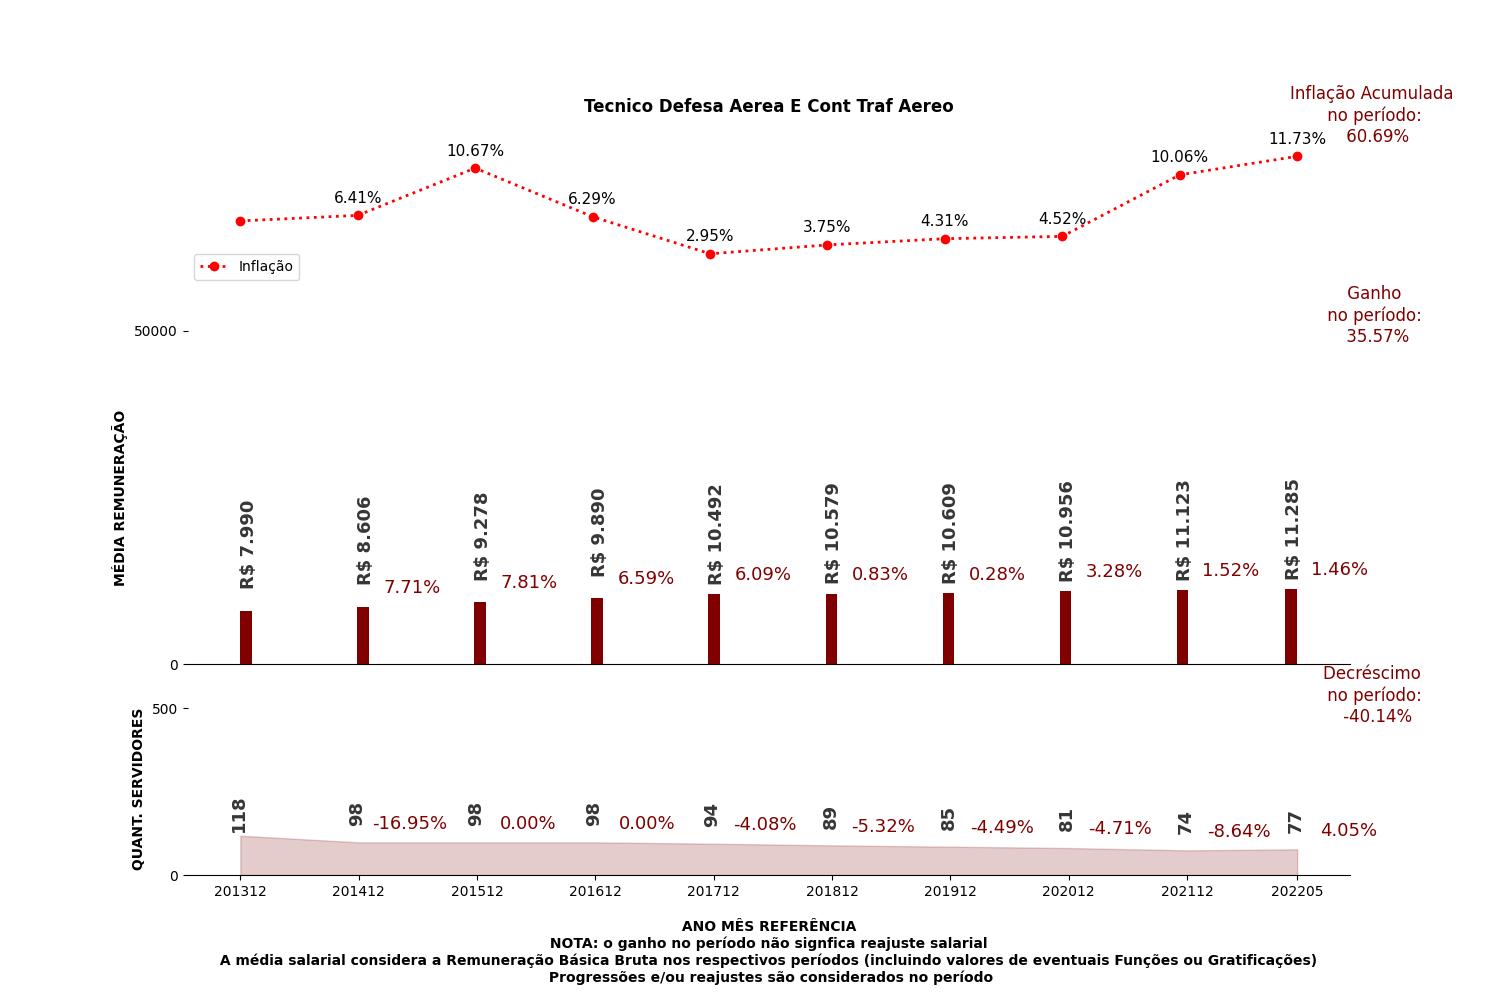 Tecnico Defesa Aerea E Cont Traf Aereo
Inflação Acumulada
no período:
60.69%
6.41%
10.67%
6.29%
2.95%
3.75%
4.31%
4.52%
10.06%
11.73%
Inflação
Ganho
no período:
35.57%
50000
0
MÉDIA REMUNERAÇÃO
R$ 7.990
R$ 8.606
R$ 9.278
R$ 9.890
R$ 10.492
R$ 10.579
R$ 10.609
R$ 10.956
R$ 11.123
R$ 11.285
7.71%
7.81%
6.59%
6.09%
0.83%
0.28%
3.28%
1.52%
1.46%
Decréscimo
no período:
-40.14%
500
0
QUANT. SERVIDORES
118
98
98
98
94
89
85
81
74
77
-16.95%
0.00%
0.00%
-4.08%
-5.32%
-4.49%
-4.71%
-8.64%
4.05%
201312
201412
201512
201612
201712
201812
201912
202012
202112
202205
ANO MÊS REFERÊNCIA
NOTA: o ganho no período não signfica reajuste salarial
A média salarial considera a Remuneração Básica Bruta nos respectivos períodos (incluindo valores de eventuais Funções ou Gratificações)
Progressões e/ou reajustes são considerados no período